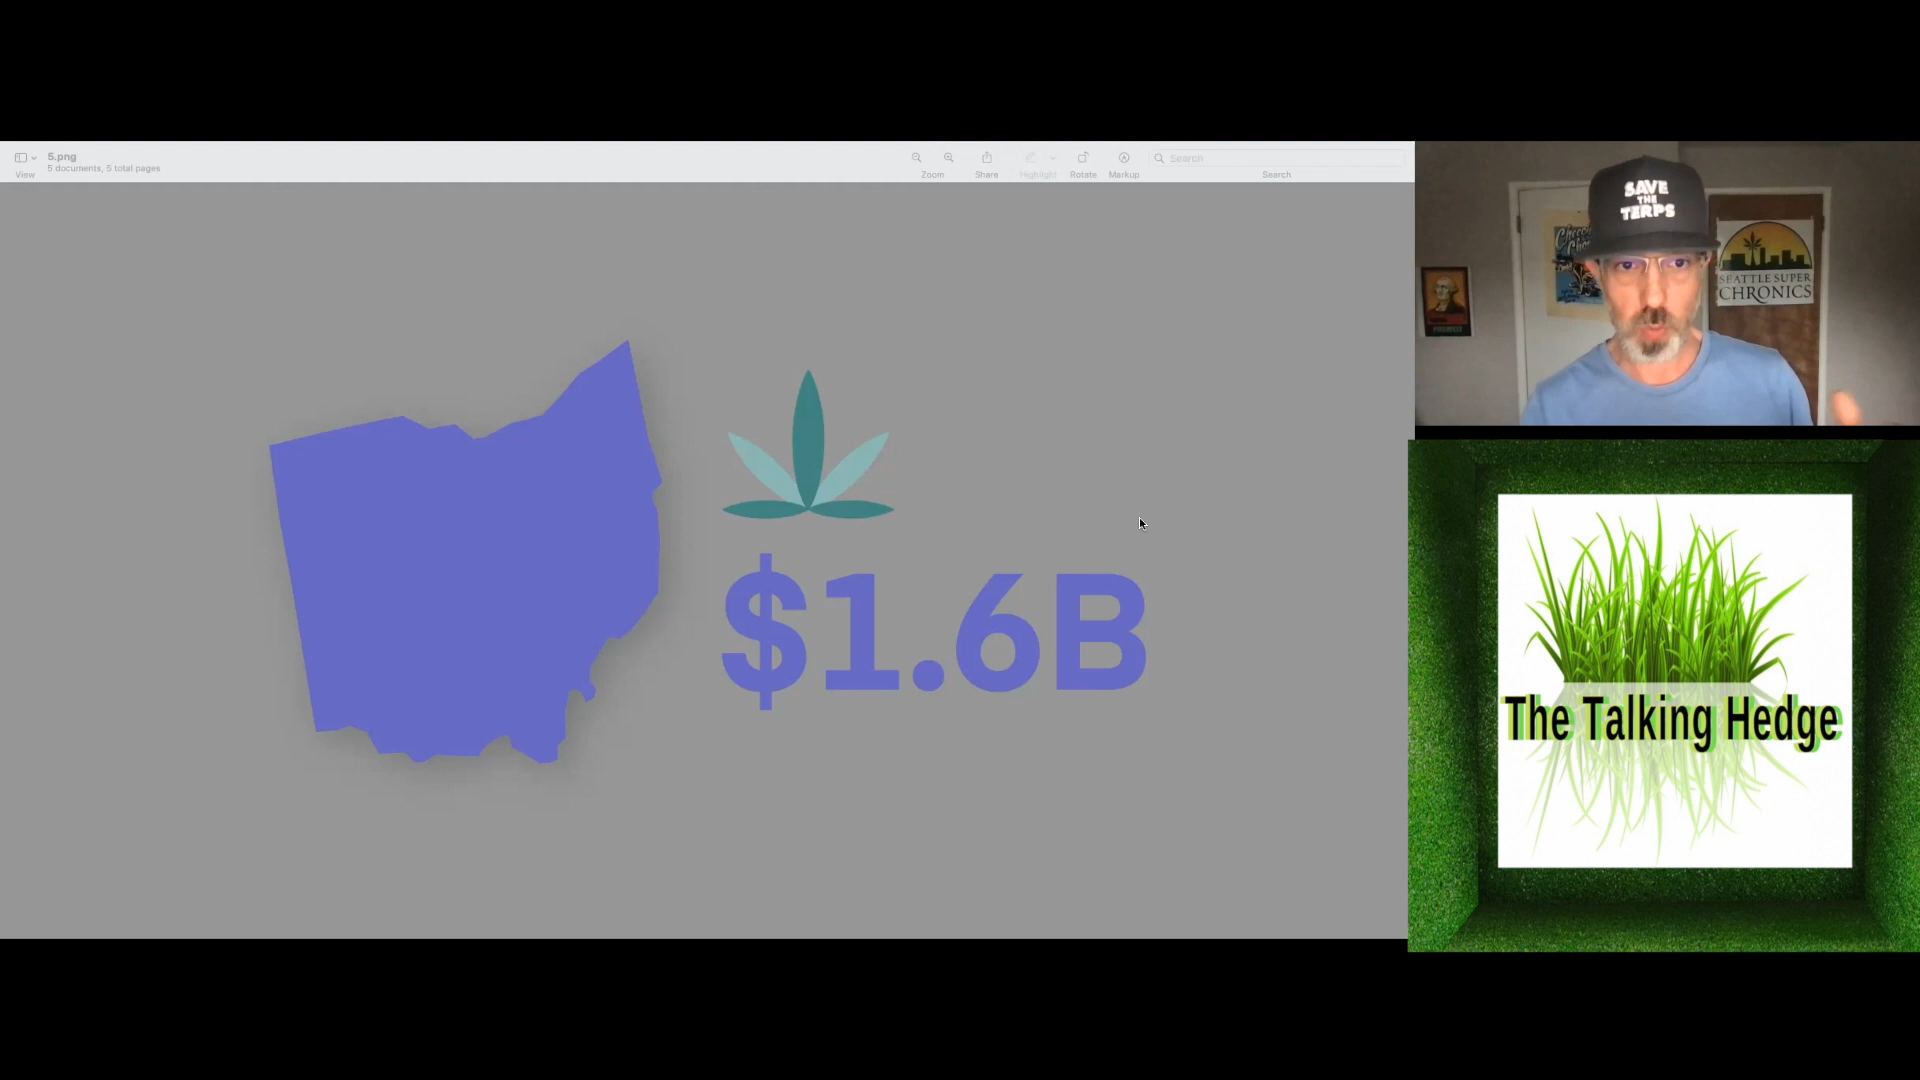 5.png
5 documents, 5 total pages
View
Zoom
Share
Highlight
Rotate
Markup
Search
Search
$1.6B
SAVE
THE
TERPS
SEATTLE SUPER
CHRONICS
The Talking Hedge